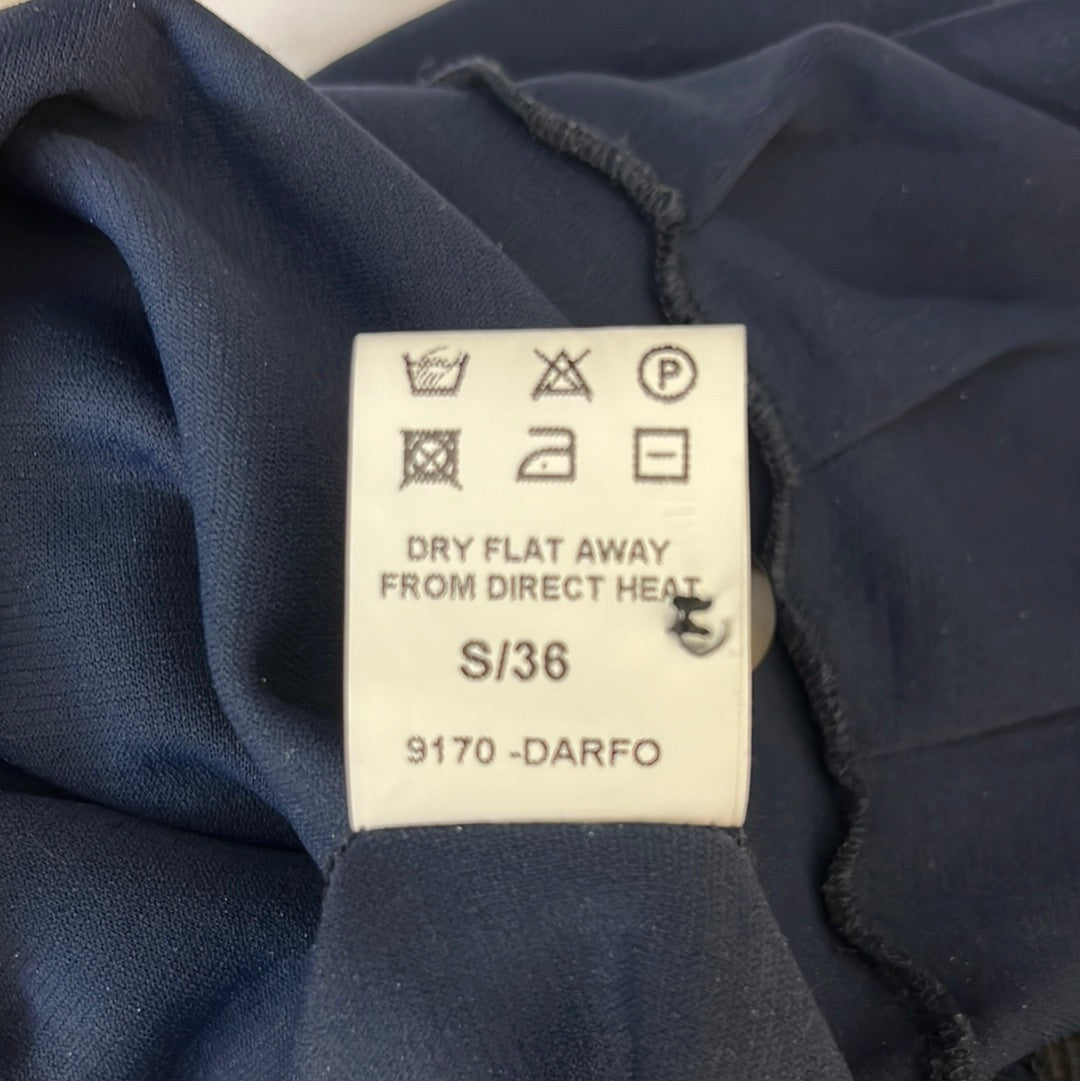 P
DRY FLAT AWAY
FROM DIRECT HEAT
S/36
9170 -DARFO